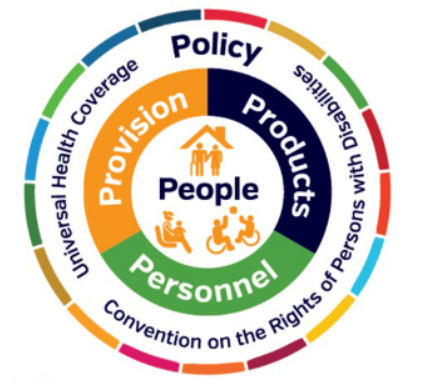 Policy
Universal Health Coverage
Convention on the Rights of Persons with Disabilities
Provision
Products
Personnel
People